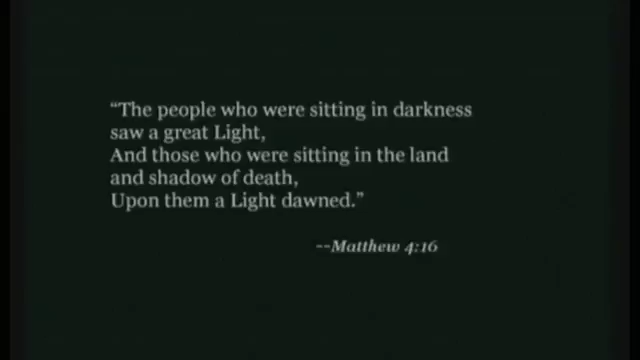 “The people who were sitting in darkness
saw a great Light,
And those who were sitting in the land
and shadow of death,
Upon them a Light dawned.”
--Matthew 4:16